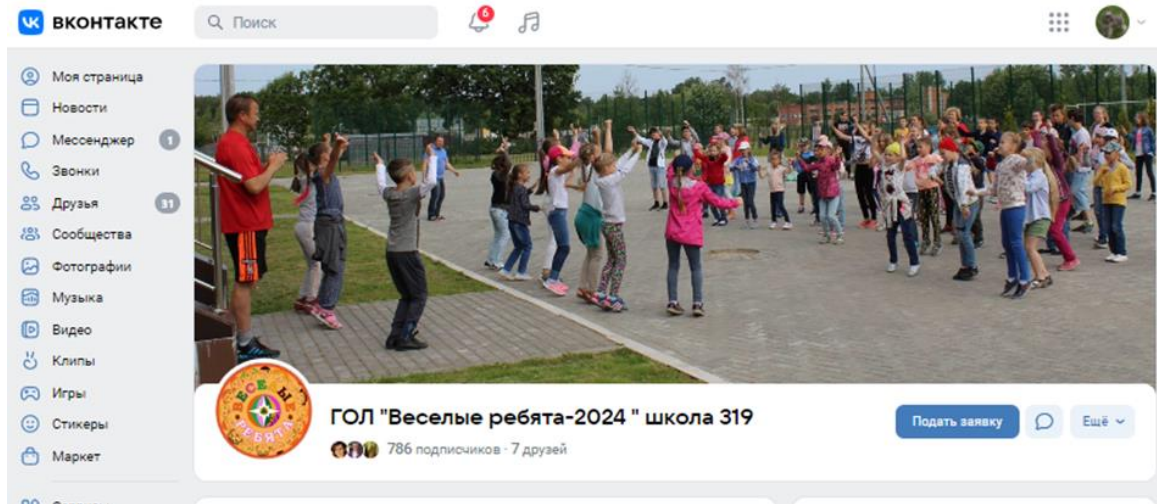 вконтакте
Поиск
6
Моя страница
Новости
Мессенджер 1
Звонки
Друзья 31
Сообщества
Фотографии
Музыка
Видео
Клипы
Игры
Стикеры
Маркет
ВЕСЕЛЫЕ РЕБЯТА
ГОЛ "Веселые ребята-2024 " школа 319
786 подписчиков · 7 друзей
Подать заявку
Ещё